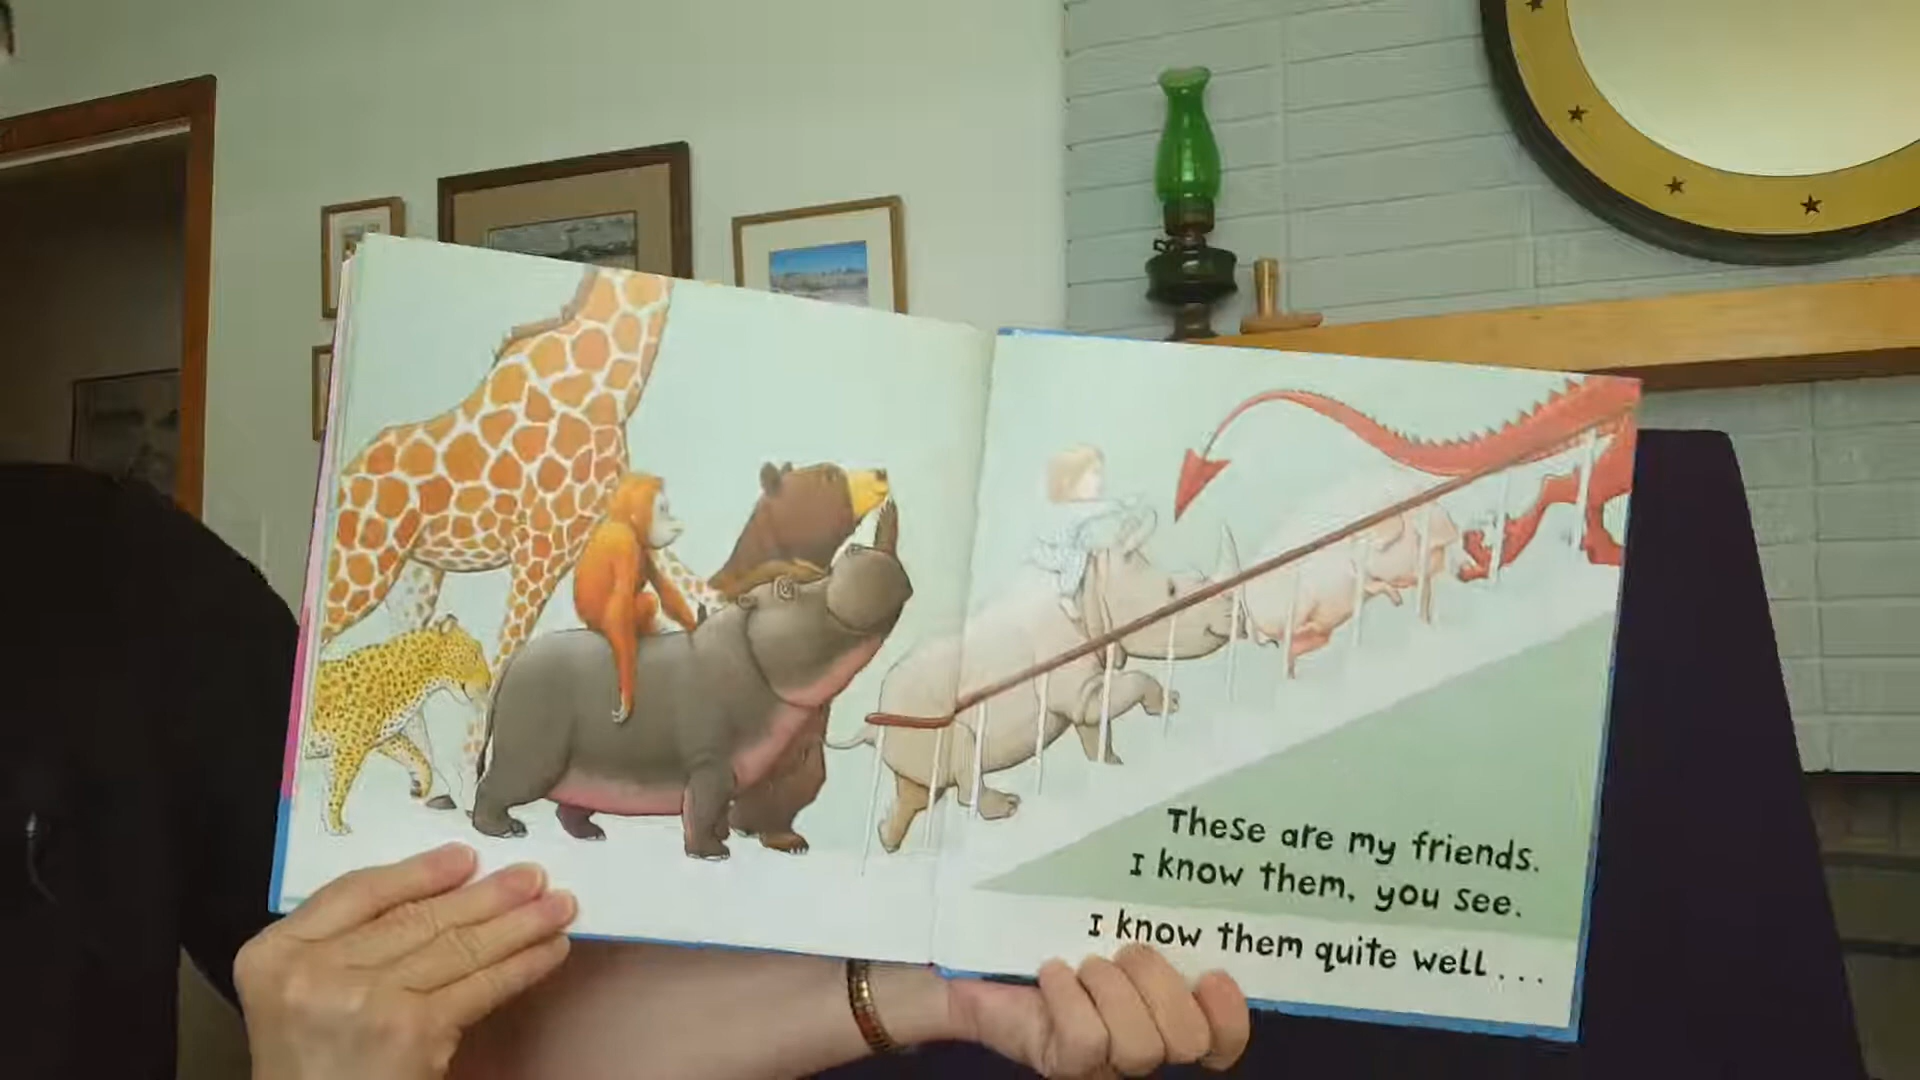 These are my friends.
I know them, you see.
I know them quite well...